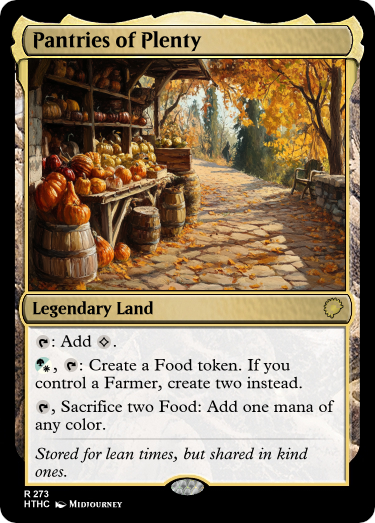 Pantries of Plenty
Legendary Land
: Add .
, : Create a Food token. If you
control a Farmer, create two instead.
, Sacrifice two Food: Add one mana of
any color.
Stored for lean times, but shared in kind
ones.
R 273
HTHC Midjourney